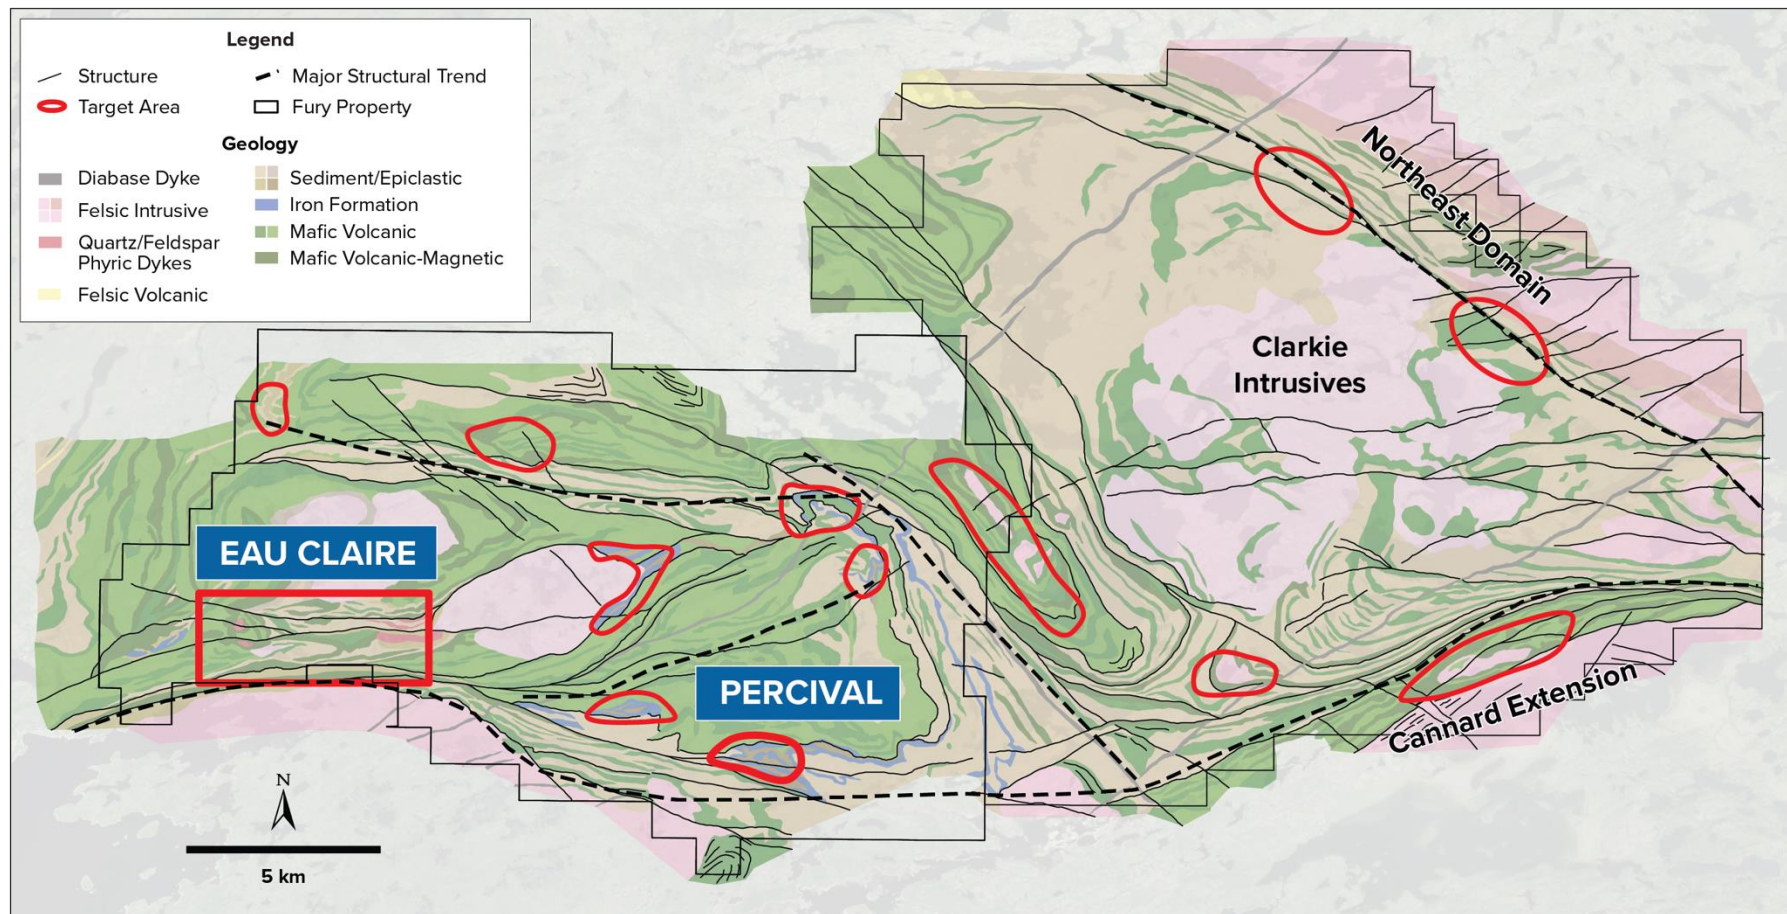 Legend
Structure
Major Structural Trend
Target Area
Fury Property
Geology
Diabase Dyke
Sediment/Epiclastic
Felsic Intrusive
Iron Formation
Quartz/Feldspar
Phyric Dykes
Mafic Volcanic
Mafic Volcanic-Magnetic
Felsic Volcanic
Northeast Domain
Clarkie
Intrusives
EAU CLAIRE
PERCIVAL
Cannard Extension
N
5 km